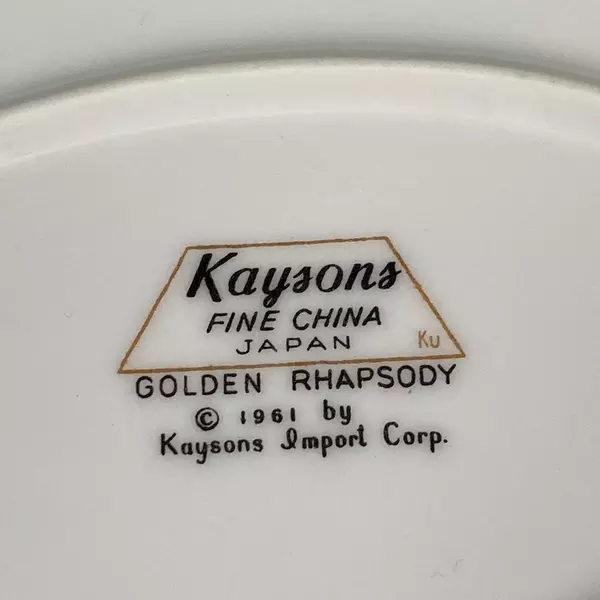 Kaysons
FINE CHINA
JAPAN
Ku
GOLDEN RHAPSODY
© 1961 by
Kaysons Import Corp.